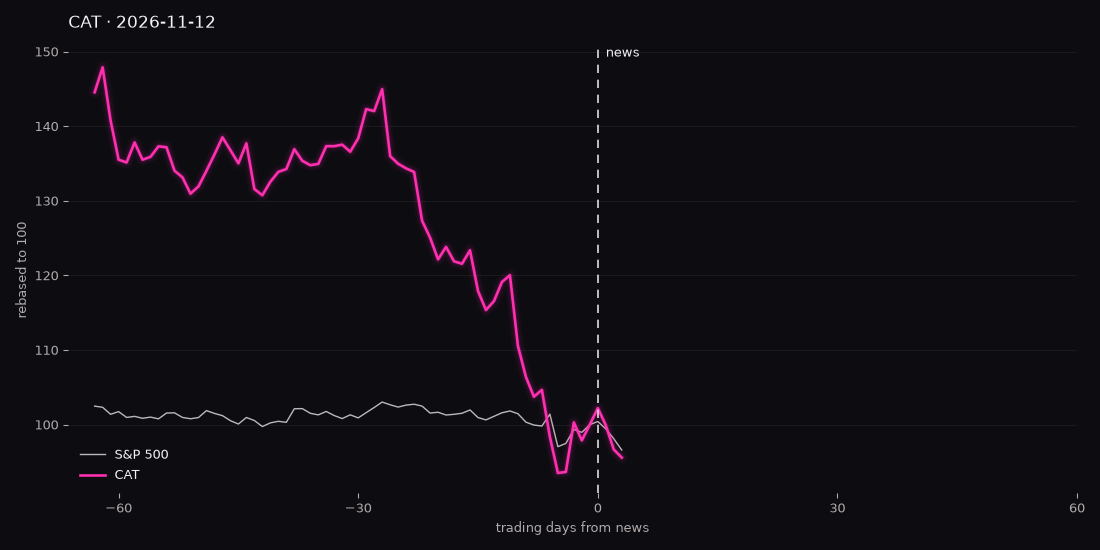 CAT · 2026-11-12
150
140
130
120
110
100
rebased to 100
news
S&P 500
CAT
−60
−30
0
30
60
trading days from news